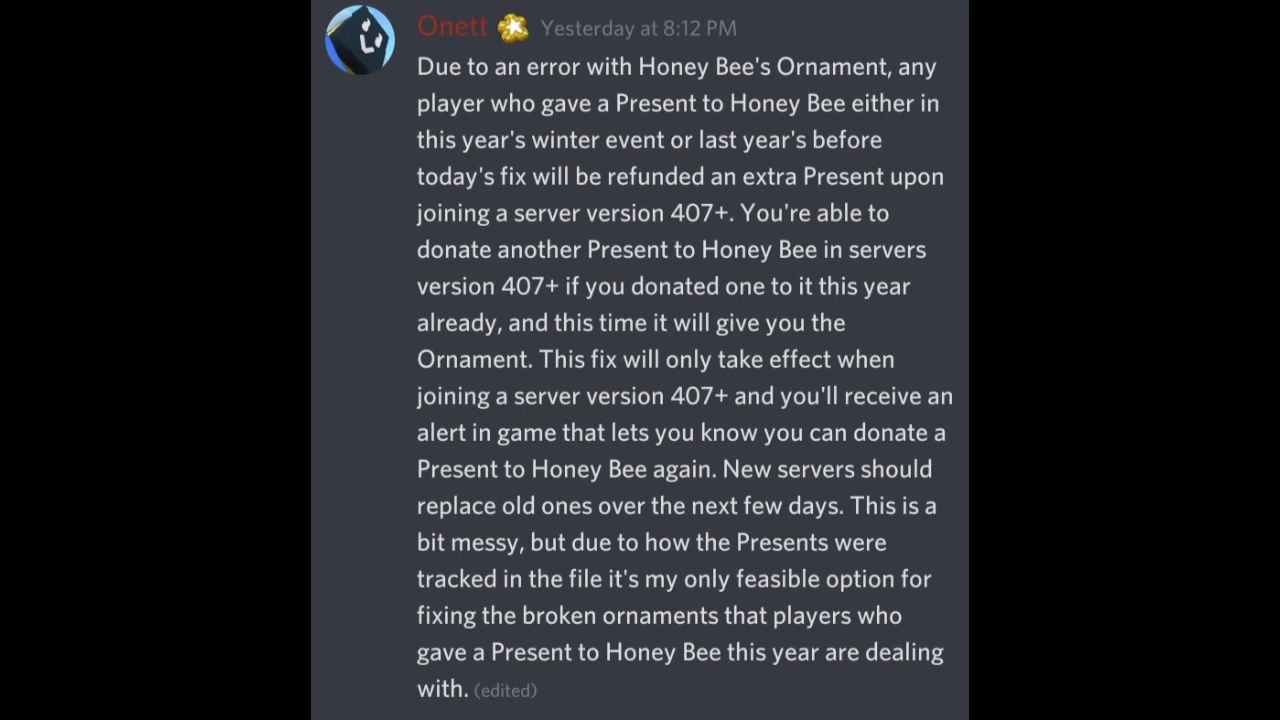 Onett Yesterday at 8:12 PM
Due to an error with Honey Bee's Ornament, any
player who gave a Present to Honey Bee either in
this year's winter event or last year's before
today's fix will be refunded an extra Present upon
joining a server version 407+. You're able to
donate another Present to Honey Bee in servers
version 407+ if you donated one to it this year
already, and this time it will give you the
Ornament. This fix will only take effect when
joining a server version 407+ and you'll receive an
alert in game that lets you know you can donate a
Present to Honey Bee again. New servers should
replace old ones over the next few days. This is a
bit messy, but due to how the Presents were
tracked in the file it's my only feasible option for
fixing the broken ornaments that players who
gave a Present to Honey Bee this year are dealing
with. (edited)